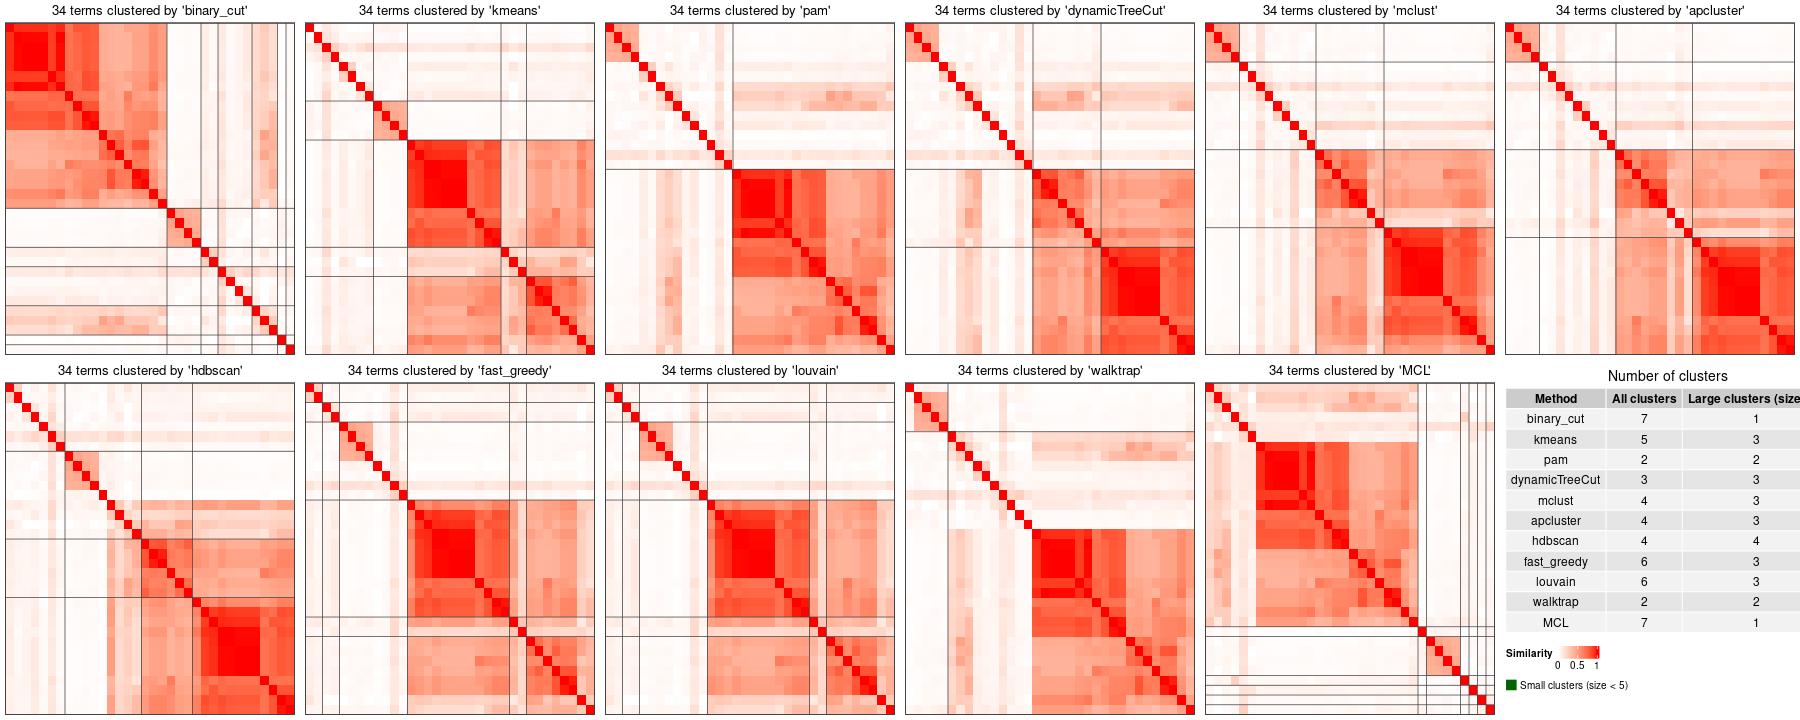 34 terms clustered by 'binary_cut'
34 terms clustered by 'kmeans'
34 terms clustered by 'pam'
34 terms clustered by 'dynamicTreeCut'
34 terms clustered by 'mclust'
34 terms clustered by 'apcluster'
34 terms clustered by 'hdbscan'
34 terms clustered by 'fast_greedy'
34 terms clustered by 'louvain'
34 terms clustered by 'walktrap'
34 terms clustered by 'MCL'
Number of clusters
Method All clusters Large clusters (size
binary_cut 7 1
kmeans 5 3
pam 2 2
dynamicTreeCut 3 3
mclust 4 3
apcluster 4 3
hdbscan 4 4
fast_greedy 6 3
louvain 6 3
walktrap 2 2
MCL 7 1
Similarity
0 0.5 1
Small clusters (size < 5)